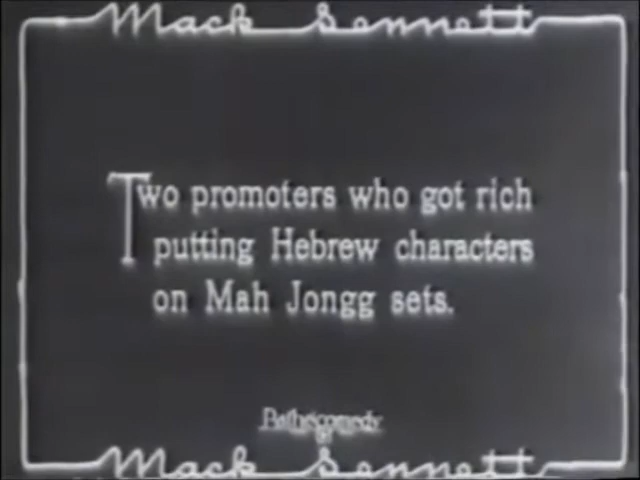 Mack Sennett
Two promoters who got rich
putting Hebrew characters
on Mah Jongg sets.
Pathécomedy
Mack Sennett